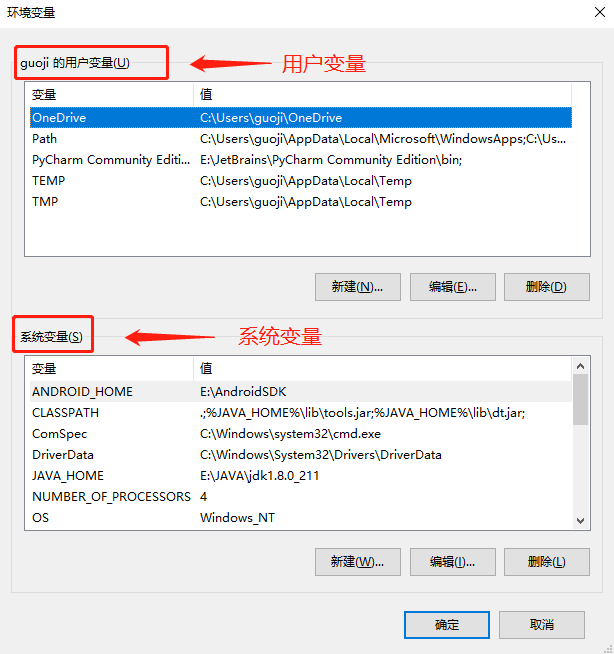 环境变量
guoji 的用户变量(U)
用户变量
变量 值
OneDrive C:\Users\guoji\OneDrive
Path C:\Users\guoji\AppData\Local\Microsoft\WindowsApps;C:\Us...
PyCharm Community Editi... E:\JetBrains\PyCharm Community Edition\bin;
TEMP C:\Users\guoji\AppData\Local\Temp
TMP C:\Users\guoji\AppData\Local\Temp
新建(N)... 编辑(E)... 删除(D)
系统变量(S)
系统变量
变量 值
ANDROID_HOME E:\AndroidSDK
CLASSPATH .;%JAVA_HOME%\lib\tools.jar;%JAVA_HOME%\lib\dt.jar;
ComSpec C:\Windows\system32\cmd.exe
DriverData C:\Windows\System32\Drivers\DriverData
JAVA_HOME E:\JAVA\jdk1.8.0_211
NUMBER_OF_PROCESSORS 4
OS Windows_NT
新建(W)... 编辑(I)... 删除(L)
确定 取消